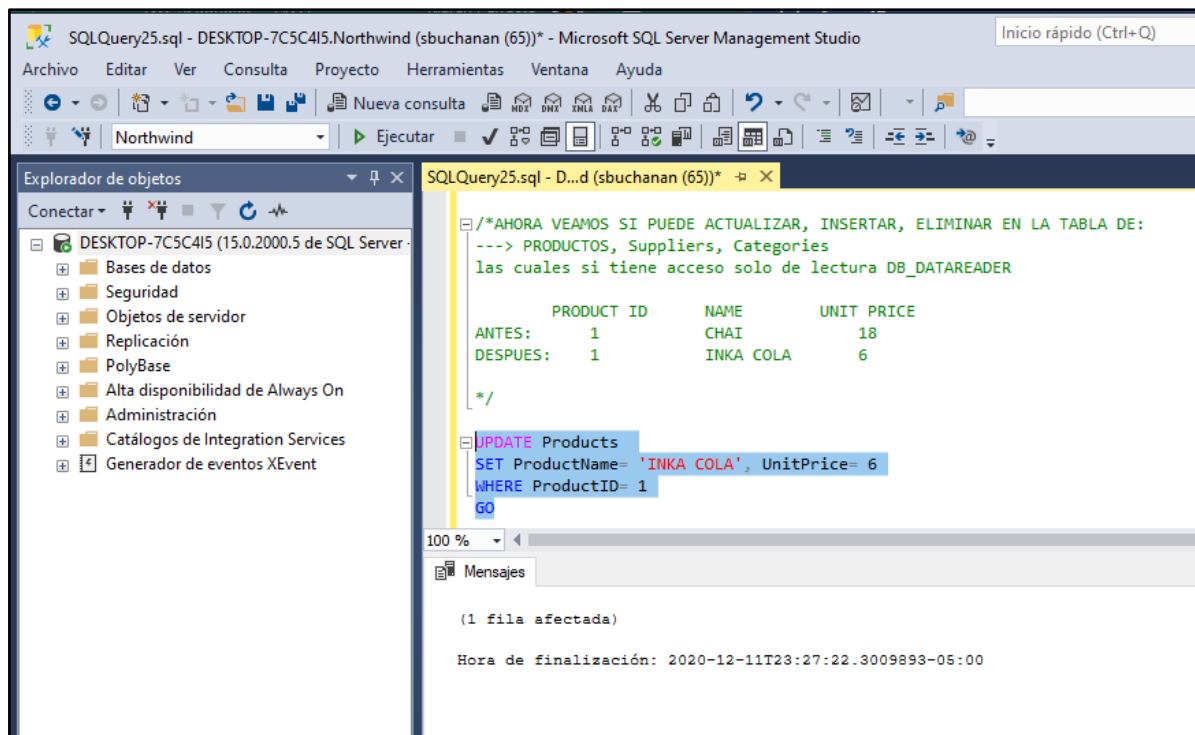 SQLQuery25.sql - DESKTOP-7C5C4I5.Northwind (sbuchanan (65))* - Microsoft SQL Server Management Studio
Inicio rápido (Ctrl+Q)
Archivo Editar Ver Consulta Proyecto Herramientas Ventana Ayuda
Nueva consulta MDX DMX XMLA DAX
Northwind Ejecutar
Explorador de objetos
Conectar
DESKTOP-7C5C4I5 (15.0.2000.5 de SQL Server -
Bases de datos
Seguridad
Objetos de servidor
Replicación
PolyBase
Alta disponibilidad de Always On
Administración
Catálogos de Integration Services
Generador de eventos XEvent
SQLQuery25.sql - D...d (sbuchanan (65))*
/*AHORA VEAMOS SI PUEDE ACTUALIZAR, INSERTAR, ELIMINAR EN LA TABLA DE:
---> PRODUCTOS, Suppliers, Categories
las cuales si tiene acceso solo de lectura DB_DATAREADER
PRODUCT ID NAME UNIT PRICE
ANTES: 1 CHAI 18
DESPUES: 1 INKA COLA 6
*/
UPDATE Products
SET ProductName= 'INKA COLA', UnitPrice= 6
WHERE ProductID= 1
GO
100 %
Mensajes
(1 fila afectada)
Hora de finalización: 2020-12-11T23:27:22.3009893-05:00